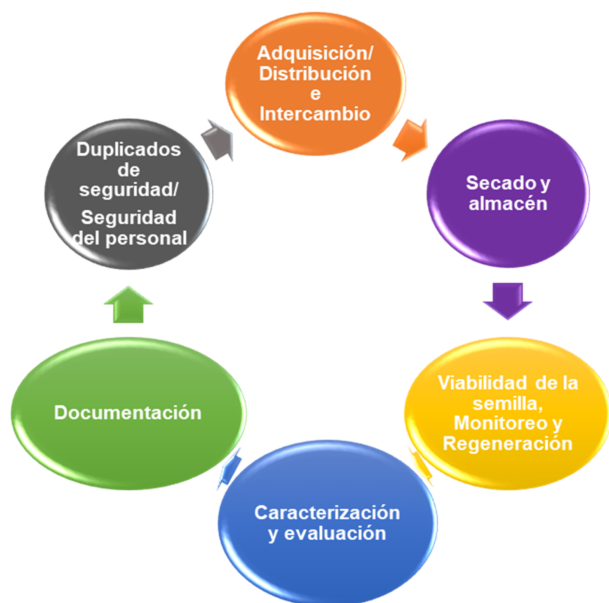 Adquisición/
Distribución
e
Intercambio
Secado y
almacén
Viabilidad de la
semilla,
Monitoreo y
Regeneración
Caracterización
y evaluación
Documentación
Duplicados
de
seguridad/
Seguridad
del personal